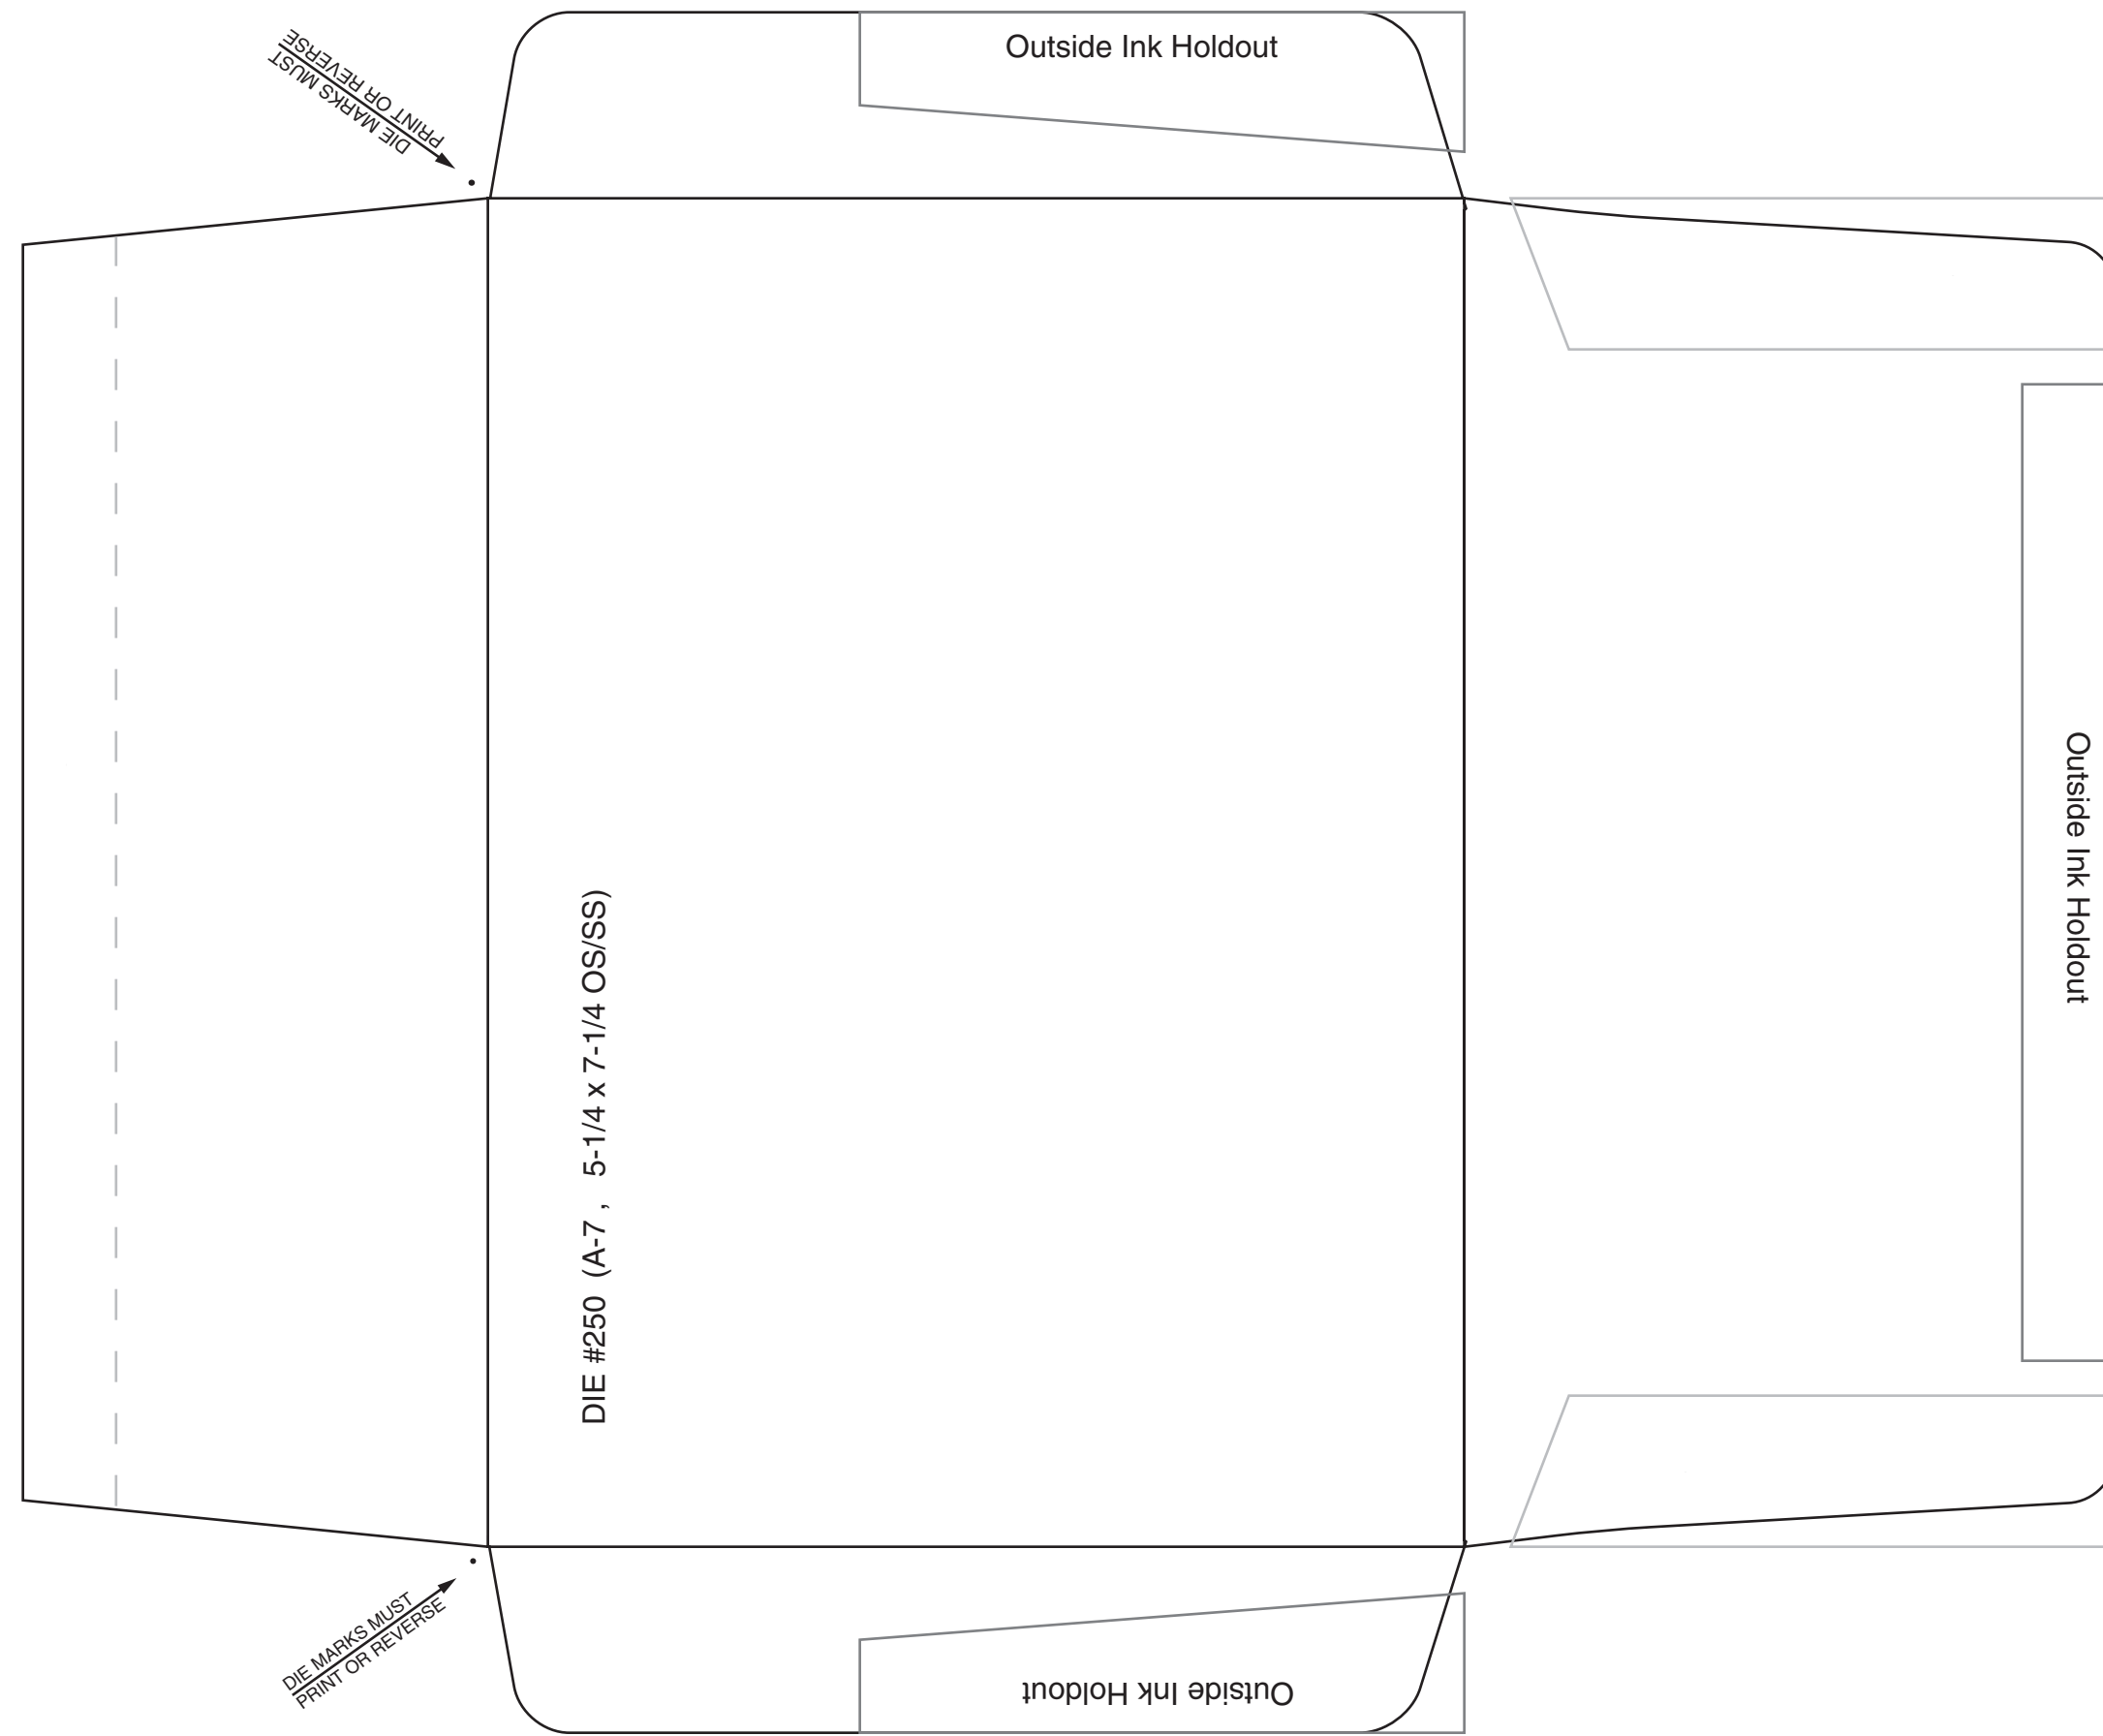 DIE MARKS MUST
PRINT OR REVERSE
Outside Ink Holdout
Outside Ink Holdout
DIE #250 (A-7 , 5-1/4 x 7-1/4 OS/SS)
DIE MARKS MUST
PRINT OR REVERSE
Outside Ink Holdout